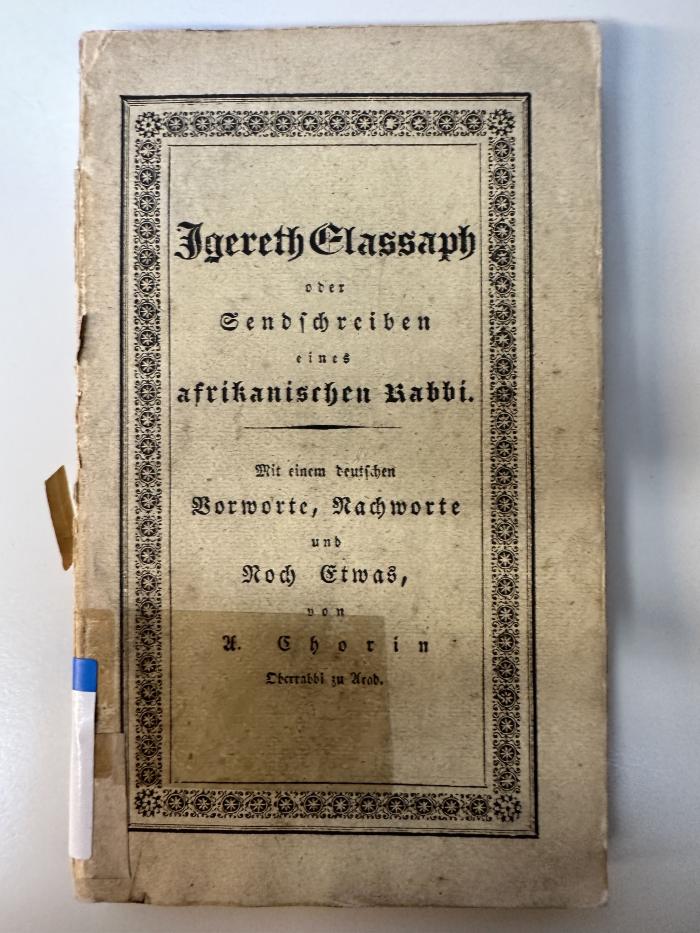 Igereth Elassaph
oder
Sendschreiben
eines
afrikanischen Rabbi.
Mit einem deutschen
Vorworte, Nachworte
und
Noch Etwas,
von
A. Chorin
Oberrabbi zu Arad.